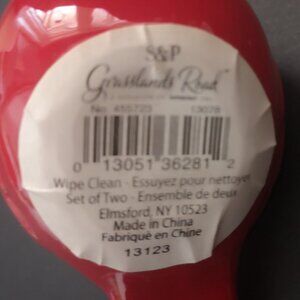 S&P
Grasslands Road
No. 455723 13028
0 13051 36281 2
Wipe Clean - Essuyez pour nettoyer
Set of Two - Ensemble de deux
Elmsford, NY 10523
Made in China
Fabriqué en Chine
13123